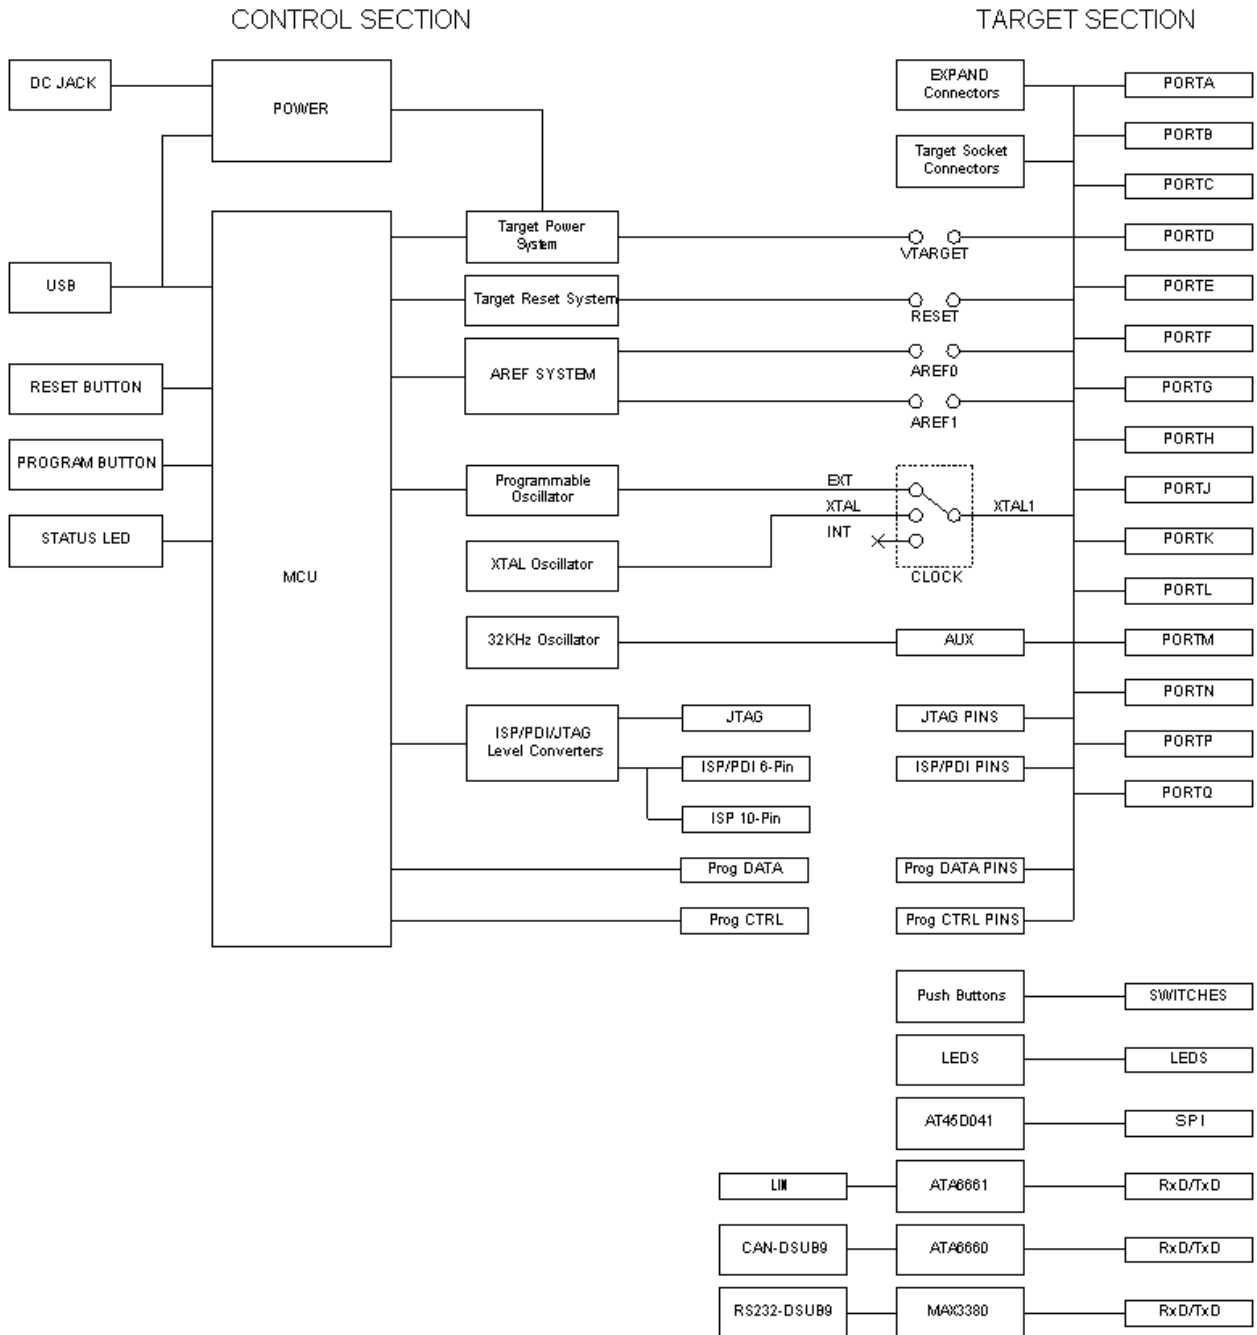 CONTROL SECTION
TARGET SECTION
DC JACK
POWER
EXPAND
Connectors
PORTA
PORTB
Target Socket
Connectors
PORTC
Target Power
System
VTARGET
PORTD
USB
PORTE
Target Reset System
RESET
PORTF
RESET BUTTON
AREF SYSTEM
AREF0
PORTG
AREF1
PORTH
PROGRAM BUTTON
Programmable
Oscillator
EXT
XTAL
INT
XTAL1
CLOCK
PORTJ
STATUS LED
PORTK
MCU
XTAL Oscillator
PORTL
32KHz Oscillator
AUX
PORTM
PORTN
ISP/PDI/JTAG
Level Converters
JTAG
JTAG PINS
PORTP
ISP/PDI 6-Pin
ISP/PDI PINS
PORTQ
ISP 10-Pin
Prog DATA
Prog DATA PINS
Prog CTRL
Prog CTRL PINS
Push Buttons
SWITCHES
LEDS
LEDS
AT45D041
SPI
LIN
ATA6661
RxD/TxD
CAN-DSUB9
ATA6660
RxD/TxD
RS232-DSUB9
MAX3380
RxD/TxD